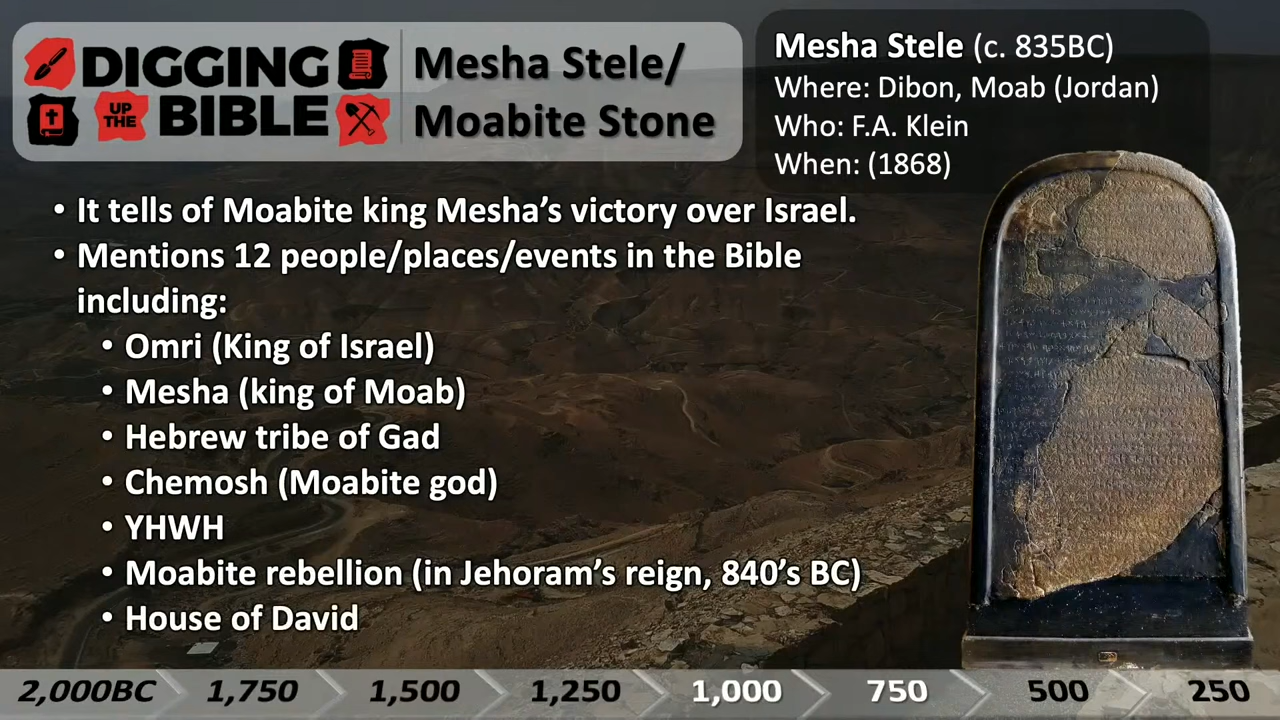 DIGGING
UP THE BIBLE
Mesha Stele/
Moabite Stone
Mesha Stele (c. 835BC)
Where: Dibon, Moab (Jordan)
Who: F.A. Klein
When: (1868)
• It tells of Moabite king Mesha’s victory over Israel.
• Mentions 12 people/places/events in the Bible
including:
• Omri (King of Israel)
• Mesha (king of Moab)
• Hebrew tribe of Gad
• Chemosh (Moabite god)
• YHWH
• Moabite rebellion (in Jehoram’s reign, 840’s BC)
• House of David
2,000BC 1,750 1,500 1,250 1,000 750 500 250